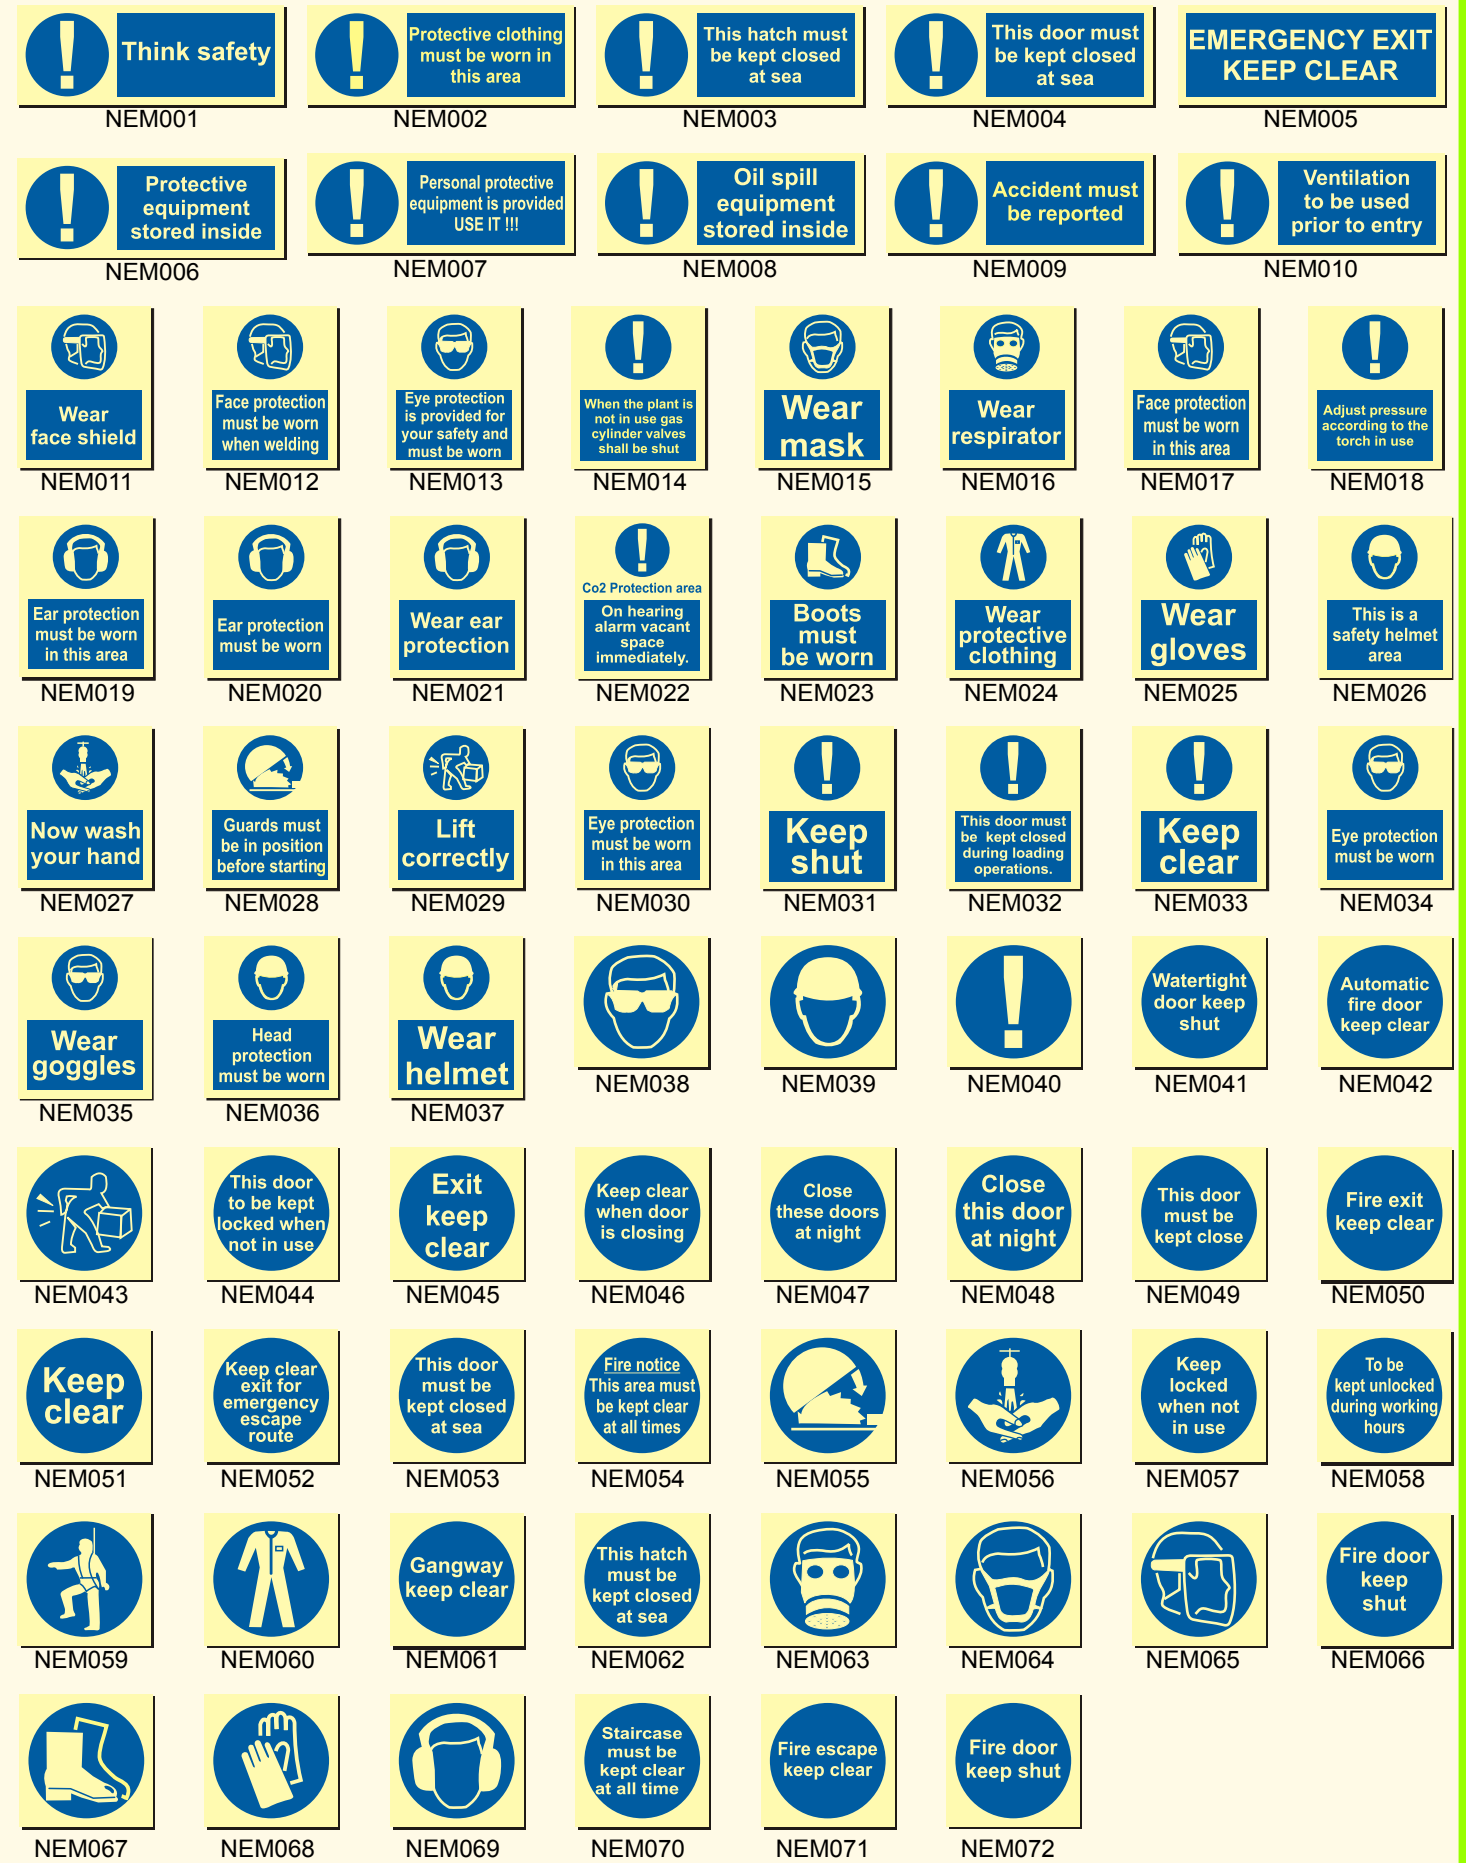 Think safety
NEM001
Protective clothing
must be worn in
this area
NEM002
This hatch must
be kept closed
at sea
NEM003
This door must
be kept closed
at sea
NEM004
EMERGENCY EXIT
KEEP CLEAR
NEM005
Protective
equipment
stored inside
NEM006
Personal protective
equipment is provided
USE IT !!!
NEM007
Oil spill
equipment
stored inside
NEM008
Accident must
be reported
NEM009
Ventilation
to be used
prior to entry
NEM010
Wear
face shield
NEM011
Face protection
must be worn
when welding
NEM012
Eye protection
is provided for
your safety and
must be worn
NEM013
When the plant is
not in use gas
cylinder valves
shall be shut
NEM014
Wear
mask
NEM015
Wear
respirator
NEM016
Face protection
must be worn
in this area
NEM017
Adjust pressure
according to the
torch in use
NEM018
Ear protection
must be worn
in this area
NEM019
Ear protection
must be worn
NEM020
Wear ear
protection
NEM021
Co2 Protection area
On hearing
alarm vacant
space
immediately.
NEM022
Boots
must
be worn
NEM023
Wear
protective
clothing
NEM024
Wear
gloves
NEM025
This is a
safety helmet
area
NEM026
Now wash
your hand
NEM027
Guards must
be in position
before starting
NEM028
Lift
correctly
NEM029
Eye protection
must be worn
in this area
NEM030
Keep
shut
NEM031
This door must
be kept closed
during loading
operations.
NEM032
Keep
clear
NEM033
Eye protection
must be worn
NEM034
Wear
goggles
NEM035
Head
protection
must be worn
NEM036
Wear
helmet
NEM037
NEM038
NEM039
NEM040
Watertight
door keep
shut
NEM041
Automatic
fire door
keep clear
NEM042
NEM043
This door
to be kept
locked when
not in use
NEM044
Exit
keep
clear
NEM045
Keep clear
when door
is closing
NEM046
Close
these doors
at night
NEM047
Close
this door
at night
NEM048
This door
must be
kept close
NEM049
Fire exit
keep clear
NEM050
Keep
clear
NEM051
Keep clear
exit for
emergency
escape
route
NEM052
This door
must be
kept closed
at sea
NEM053
Fire notice
This area must
be kept clear
at all times
NEM054
NEM055
NEM056
Keep
locked
when not
in use
NEM057
To be
kept unlocked
during working
hours
NEM058
NEM059
NEM060
Gangway
keep clear
NEM061
This hatch
must be
kept closed
at sea
NEM062
NEM063
NEM064
NEM065
Fire door
keep
shut
NEM066
NEM067
NEM068
NEM069
Staircase
must be
kept clear
at all time
NEM070
Fire escape
keep clear
NEM071
Fire door
keep shut
NEM072